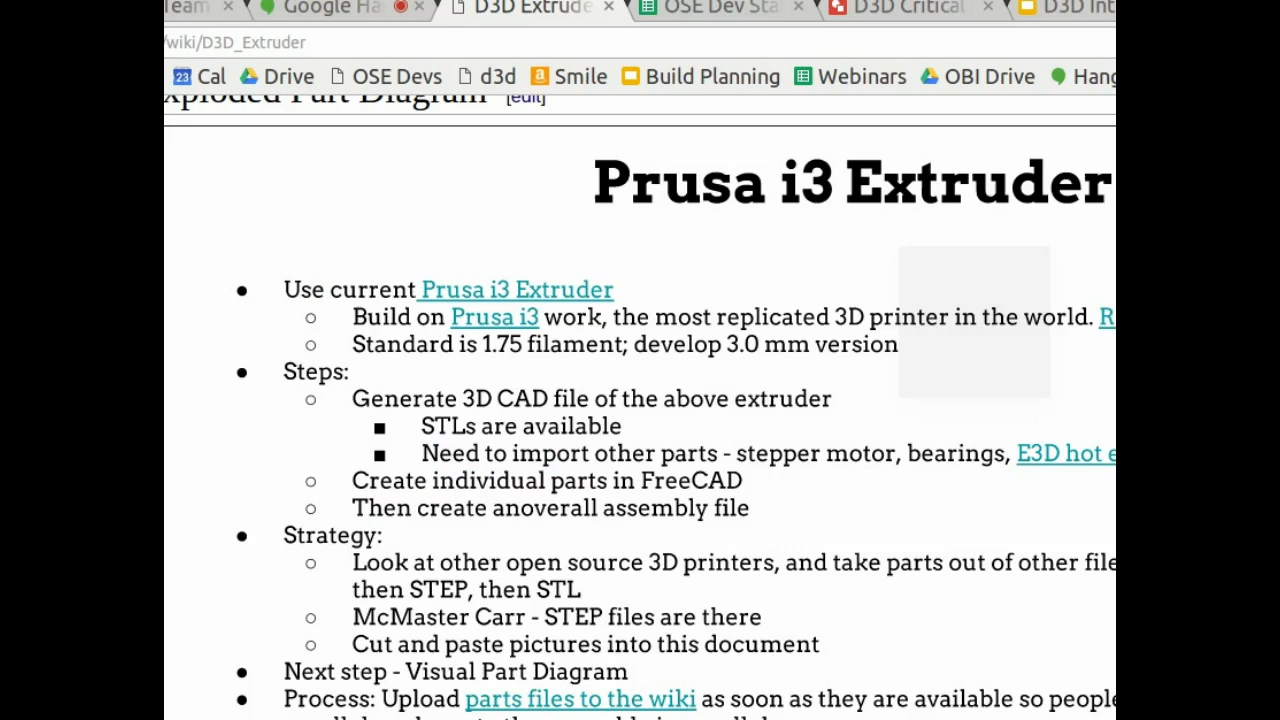 Team × Google Ha × D3D Extrude × OSE Dev Sta × D3D Critical × D3D Int
/wiki/D3D_Extruder
23 Cal Drive OSE Devs d3d a Smile Build Planning Webinars OBI Drive Hang
xploded Part Diagram [edit]
Prusa i3 Extruder
● Use current Prusa i3 Extruder
○ Build on Prusa i3 work, the most replicated 3D printer in the world. R
○ Standard is 1.75 filament; develop 3.0 mm version
● Steps:
○ Generate 3D CAD file of the above extruder
■ STLs are available
■ Need to import other parts - stepper motor, bearings, E3D hot e
○ Create individual parts in FreeCAD
○ Then create anoverall assembly file
● Strategy:
○ Look at other open source 3D printers, and take parts out of other file
then STEP, then STL
○ McMaster Carr - STEP files are there
○ Cut and paste pictures into this document
● Next step - Visual Part Diagram
● Process: Upload parts files to the wiki as soon as they are available so people